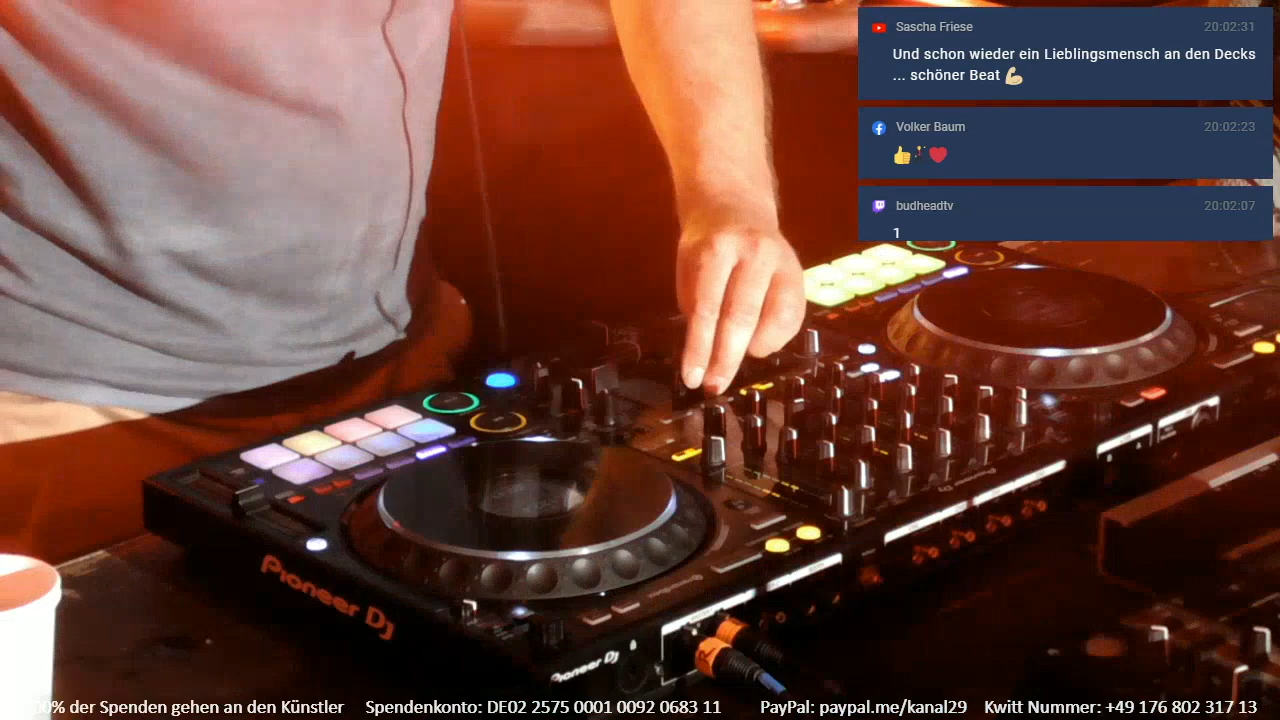 Sascha Friese 20:02:31
Und schon wieder ein Lieblingsmensch an den Decks
... schöner Beat 💪🏼
Volker Baum 20:02:23
👍❤️
budheadtv 20:02:07
1
Pioneer Dj
Pioneer Dj
% der Spenden gehen an den Künstler Spendenkonto: DE02 2575 0001 0092 0683 11 PayPal: paypal.me/kanal29 Kwitt Nummer: +49 176 802 317 13